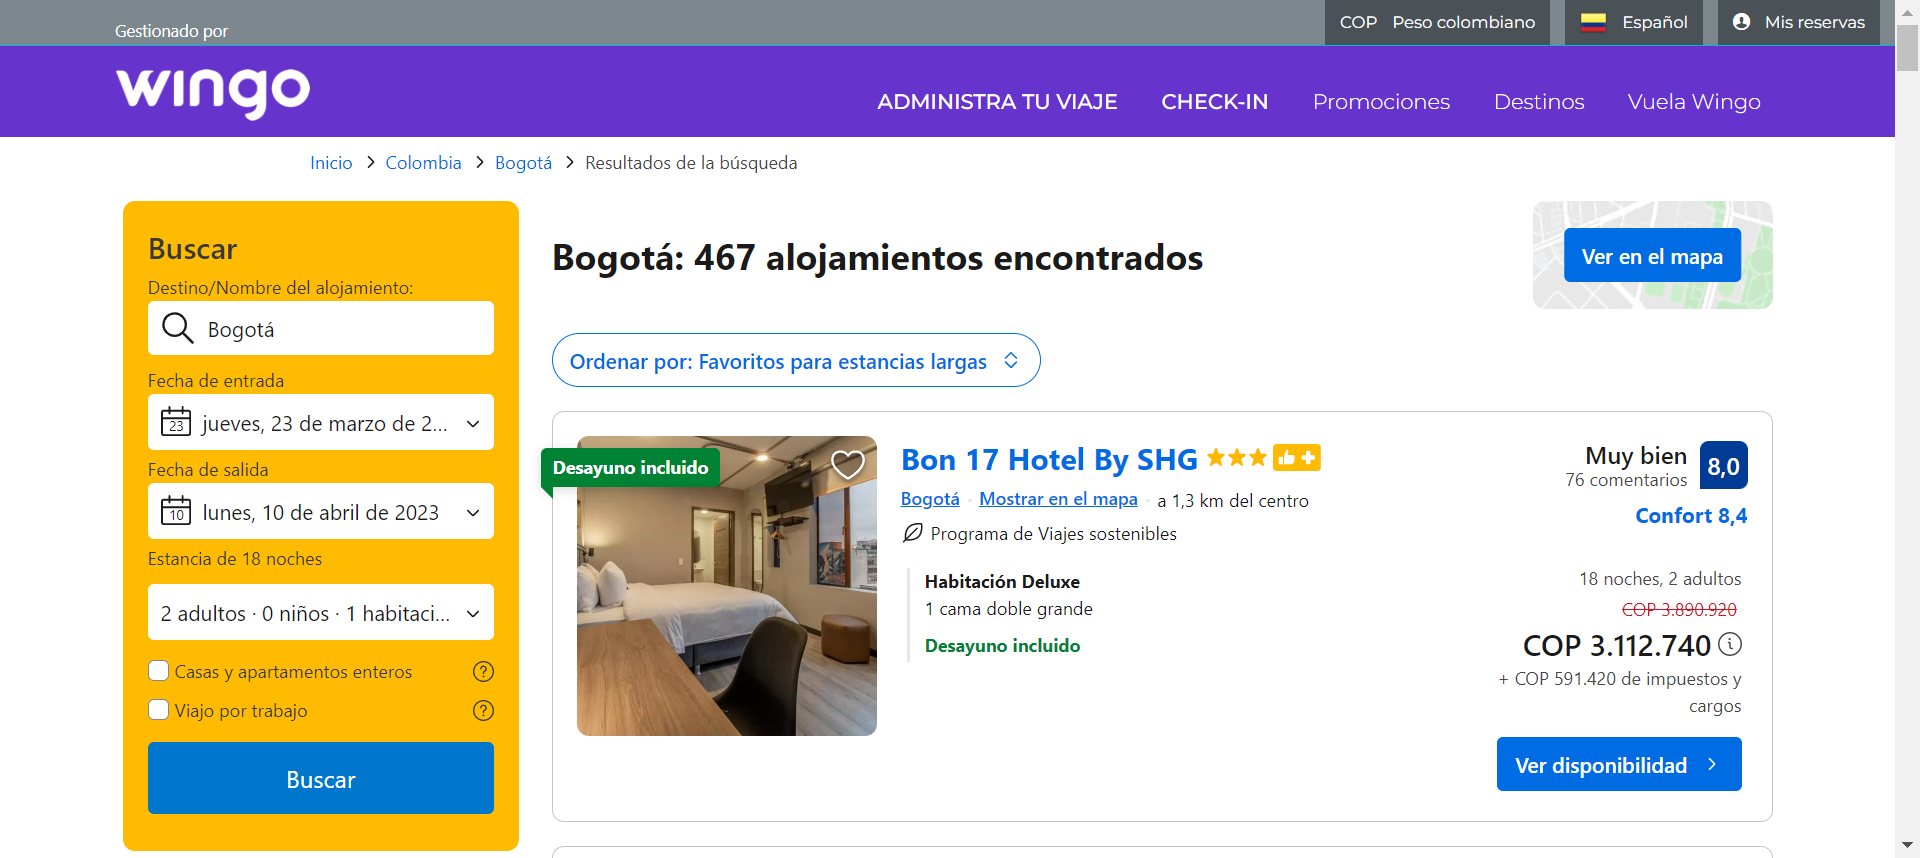 Gestionado por
COP Peso colombiano
Español
Mis reservas
wingo
ADMINISTRA TU VIAJE
CHECK-IN
Promociones
Destinos
Vuela Wingo
Inicio > Colombia > Bogotá > Resultados de la búsqueda
Buscar
Destino/Nombre del alojamiento:
Bogotá
Fecha de entrada
23
jueves, 23 de marzo de 2...
Fecha de salida
10
lunes, 10 de abril de 2023
Estancia de 18 noches
2 adultos · 0 niños · 1 habitaci...
Casas y apartamentos enteros
Viajo por trabajo
Buscar
Bogotá: 467 alojamientos encontrados
Ver en el mapa
Ordenar por: Favoritos para estancias largas
Desayuno incluido
Bon 17 Hotel By SHG
Bogotá · Mostrar en el mapa · a 1,3 km del centro
Programa de Viajes sostenibles
Habitación Deluxe
1 cama doble grande
Desayuno incluido
Muy bien
76 comentarios
8,0
Confort 8,4
18 noches, 2 adultos
COP 3.890.920
COP 3.112.740
+ COP 591.420 de impuestos y
cargos
Ver disponibilidad